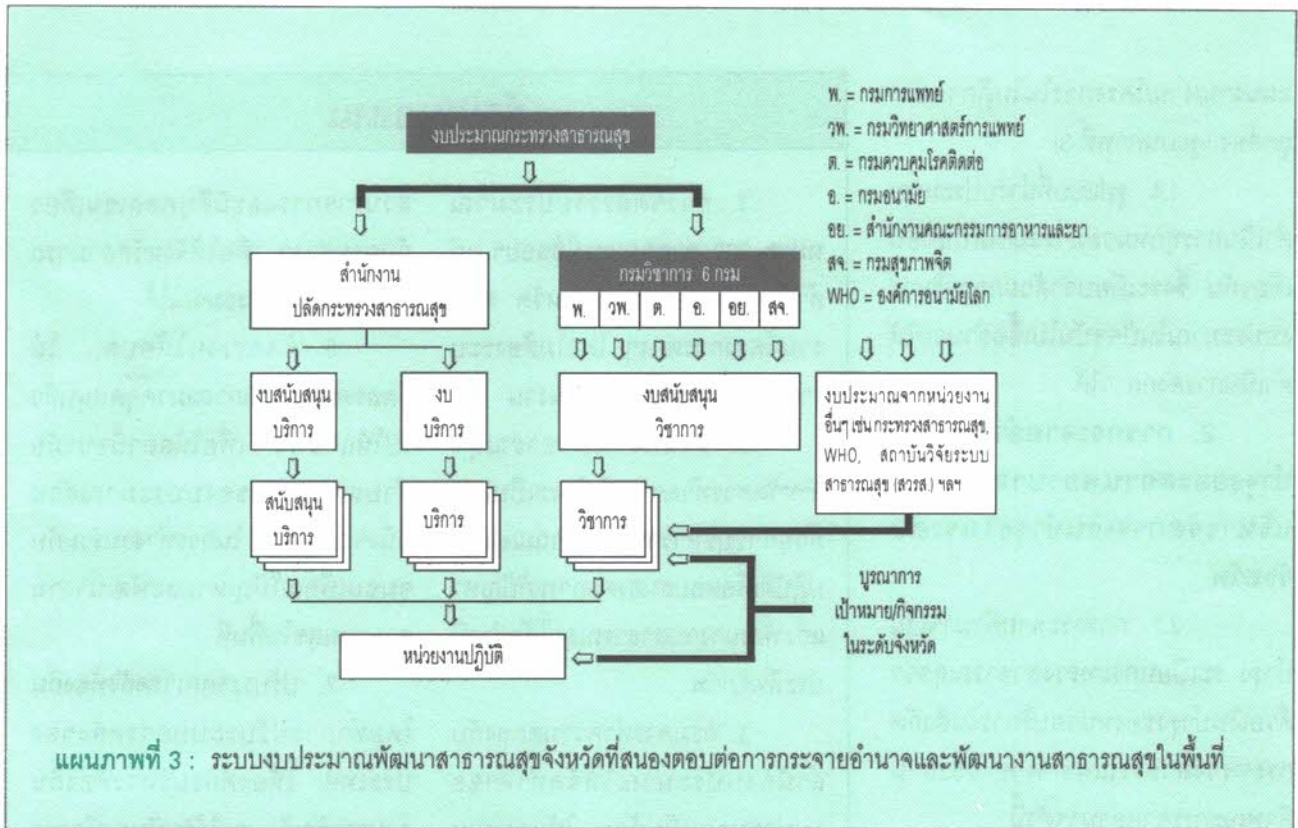 พ. = กรมการแพทย์
วพ. = กรมวิทยาศาสตร์การแพทย์
ต. = กรมควบคุมโรคติดต่อ
อ. = กรมอนามัย
อย. = สำนักงานคณะกรรมการอาหารและยา
สจ. = กรมสุขภาพจิต
WHO = องค์การอนามัยโลก
งบประมาณกระทรวงสาธารณสุข
สำนักงาน
ปลัดกระทรวงสาธารณสุข
กรมวิชาการ 6 กรม
พ. วพ. ต. อ. อย. สจ.
งบสนับสนุน
บริการ
งบ
บริการ
งบสนับสนุน
วิชาการ
งบประมาณจากหน่วยงาน
อื่นๆ เช่น กระทรวงสาธารณสุข,
WHO, สถาบันวิจัยระบบ
สาธารณสุข (สวรส.) ฯลฯ
สนับสนุน
บริการ
บริการ
วิชาการ
บูรณาการ
เป้าหมาย/กิจกรรม
ในระดับจังหวัด
หน่วยงานปฏิบัติ
แผนภาพที่ 3 : ระบบงบประมาณพัฒนาสาธารณสุขจังหวัดที่สนองตอบต่อการกระจายอำนาจและพัฒนางานสาธารณสุขในพื้นที่